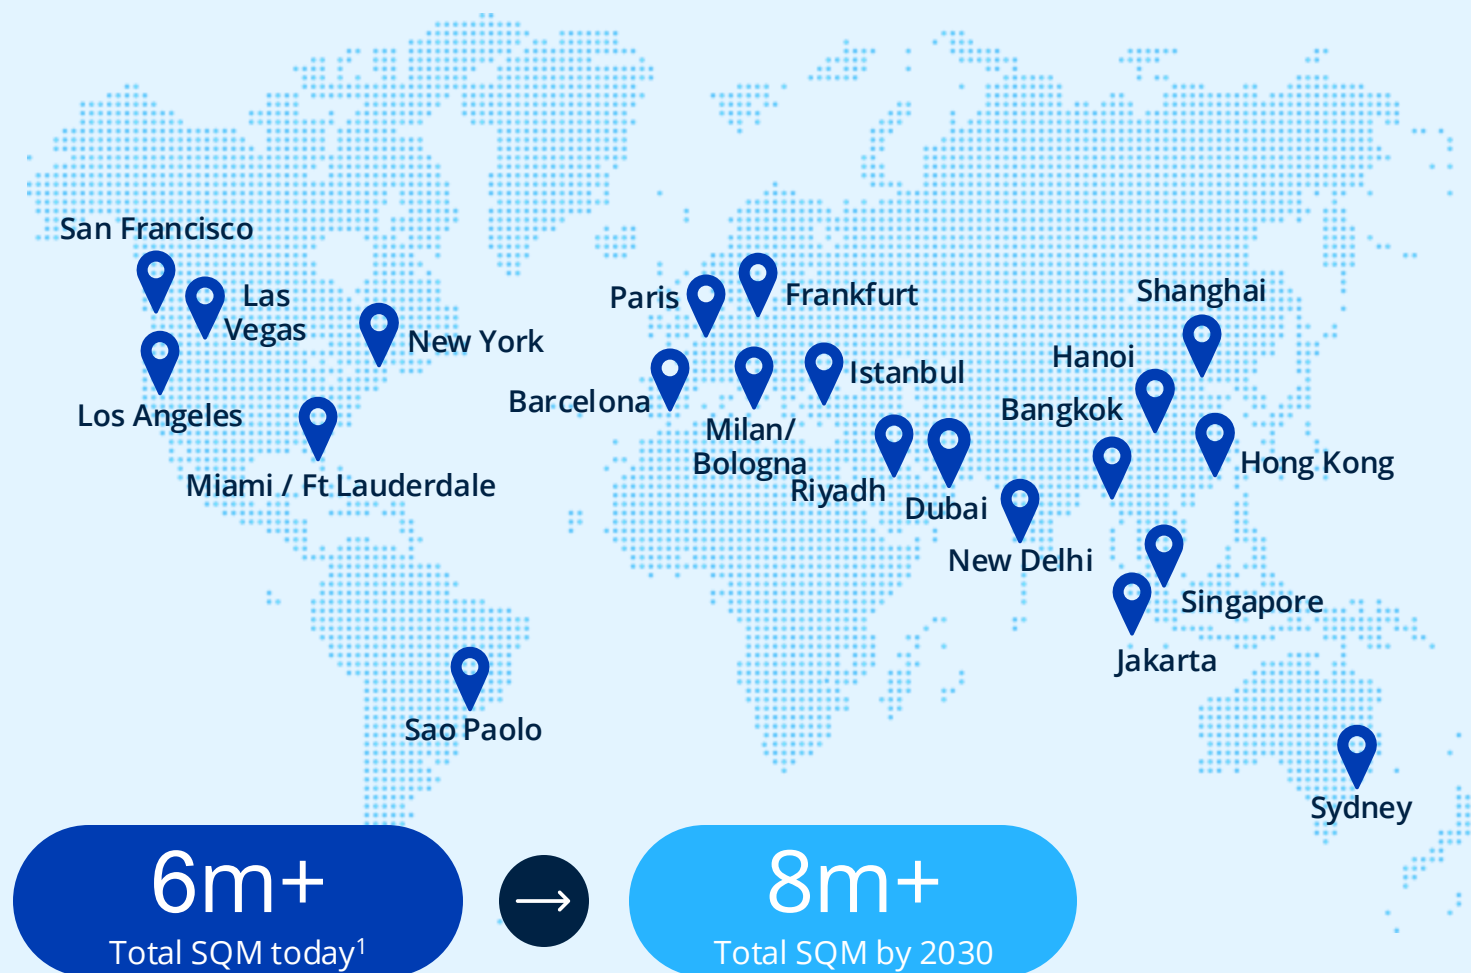 San Francisco
Las
Vegas
New York
Los Angeles
Miami / Ft Lauderdale
Sao Paolo
Paris
Frankfurt
Barcelona
Milan/
Bologna
Istanbul
Riyadh
Dubai
New Delhi
Shanghai
Hanoi
Bangkok
Hong Kong
Singapore
Jakarta
Sydney
6m+
Total SQM today¹
8m+
Total SQM by 2030